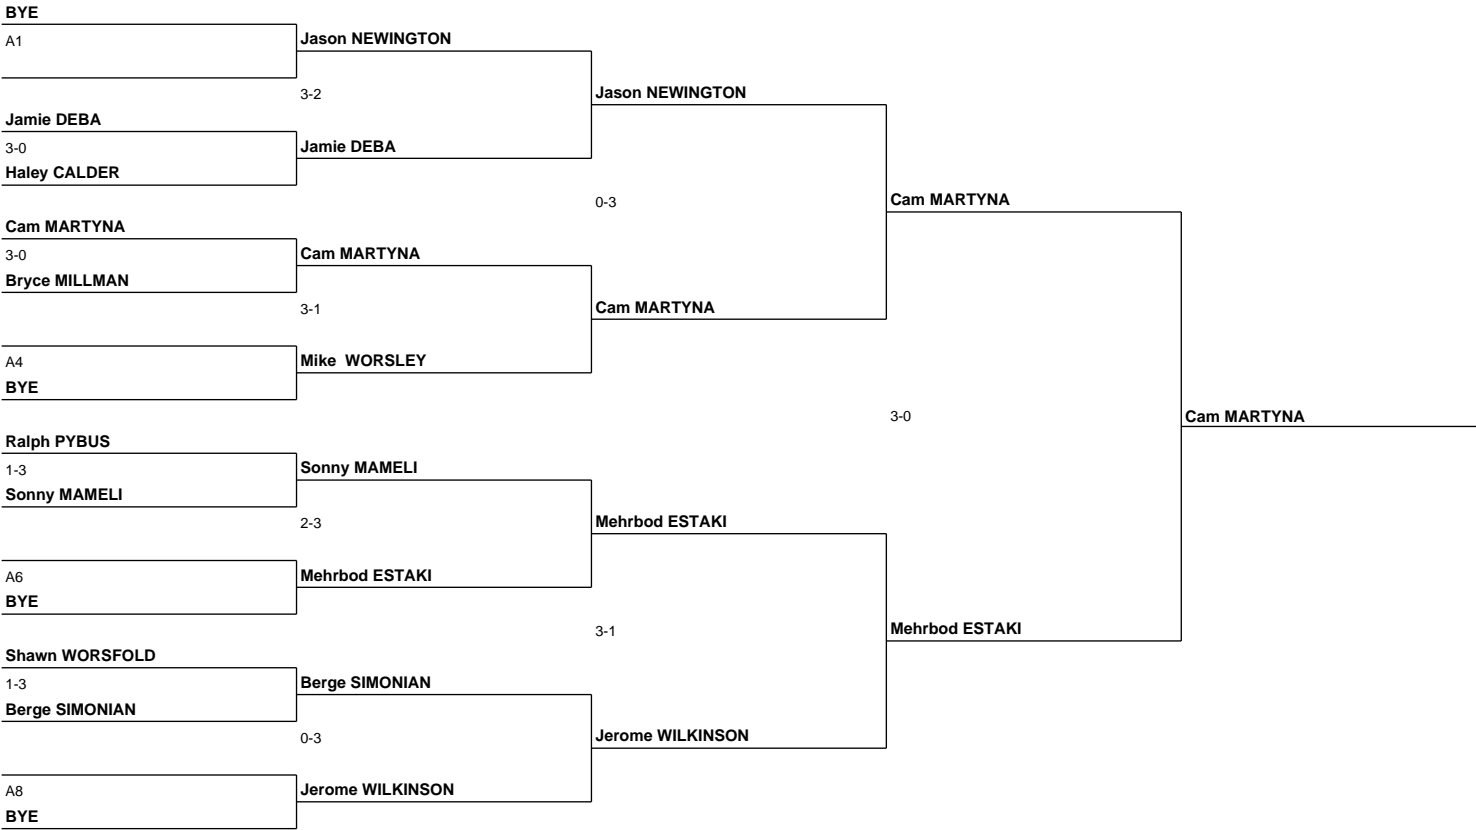 BYE
A1
Jason NEWINGTON
3-2
Jason NEWINGTON
Jamie DEBA
3-0
Jamie DEBA
Haley CALDER
0-3
Cam MARTYNA
Cam MARTYNA
3-0
Cam MARTYNA
Bryce MILLMAN
3-1
Cam MARTYNA
A4
Mike  WORSLEY
BYE
3-0
Cam MARTYNA
Ralph PYBUS
1-3
Sonny MAMELI
Sonny MAMELI
2-3
Mehrbod ESTAKI
A6
Mehrbod ESTAKI
BYE
3-1
Mehrbod ESTAKI
Shawn WORSFOLD
1-3
Berge SIMONIAN
Berge SIMONIAN
0-3
Jerome WILKINSON
A8
Jerome WILKINSON
BYE